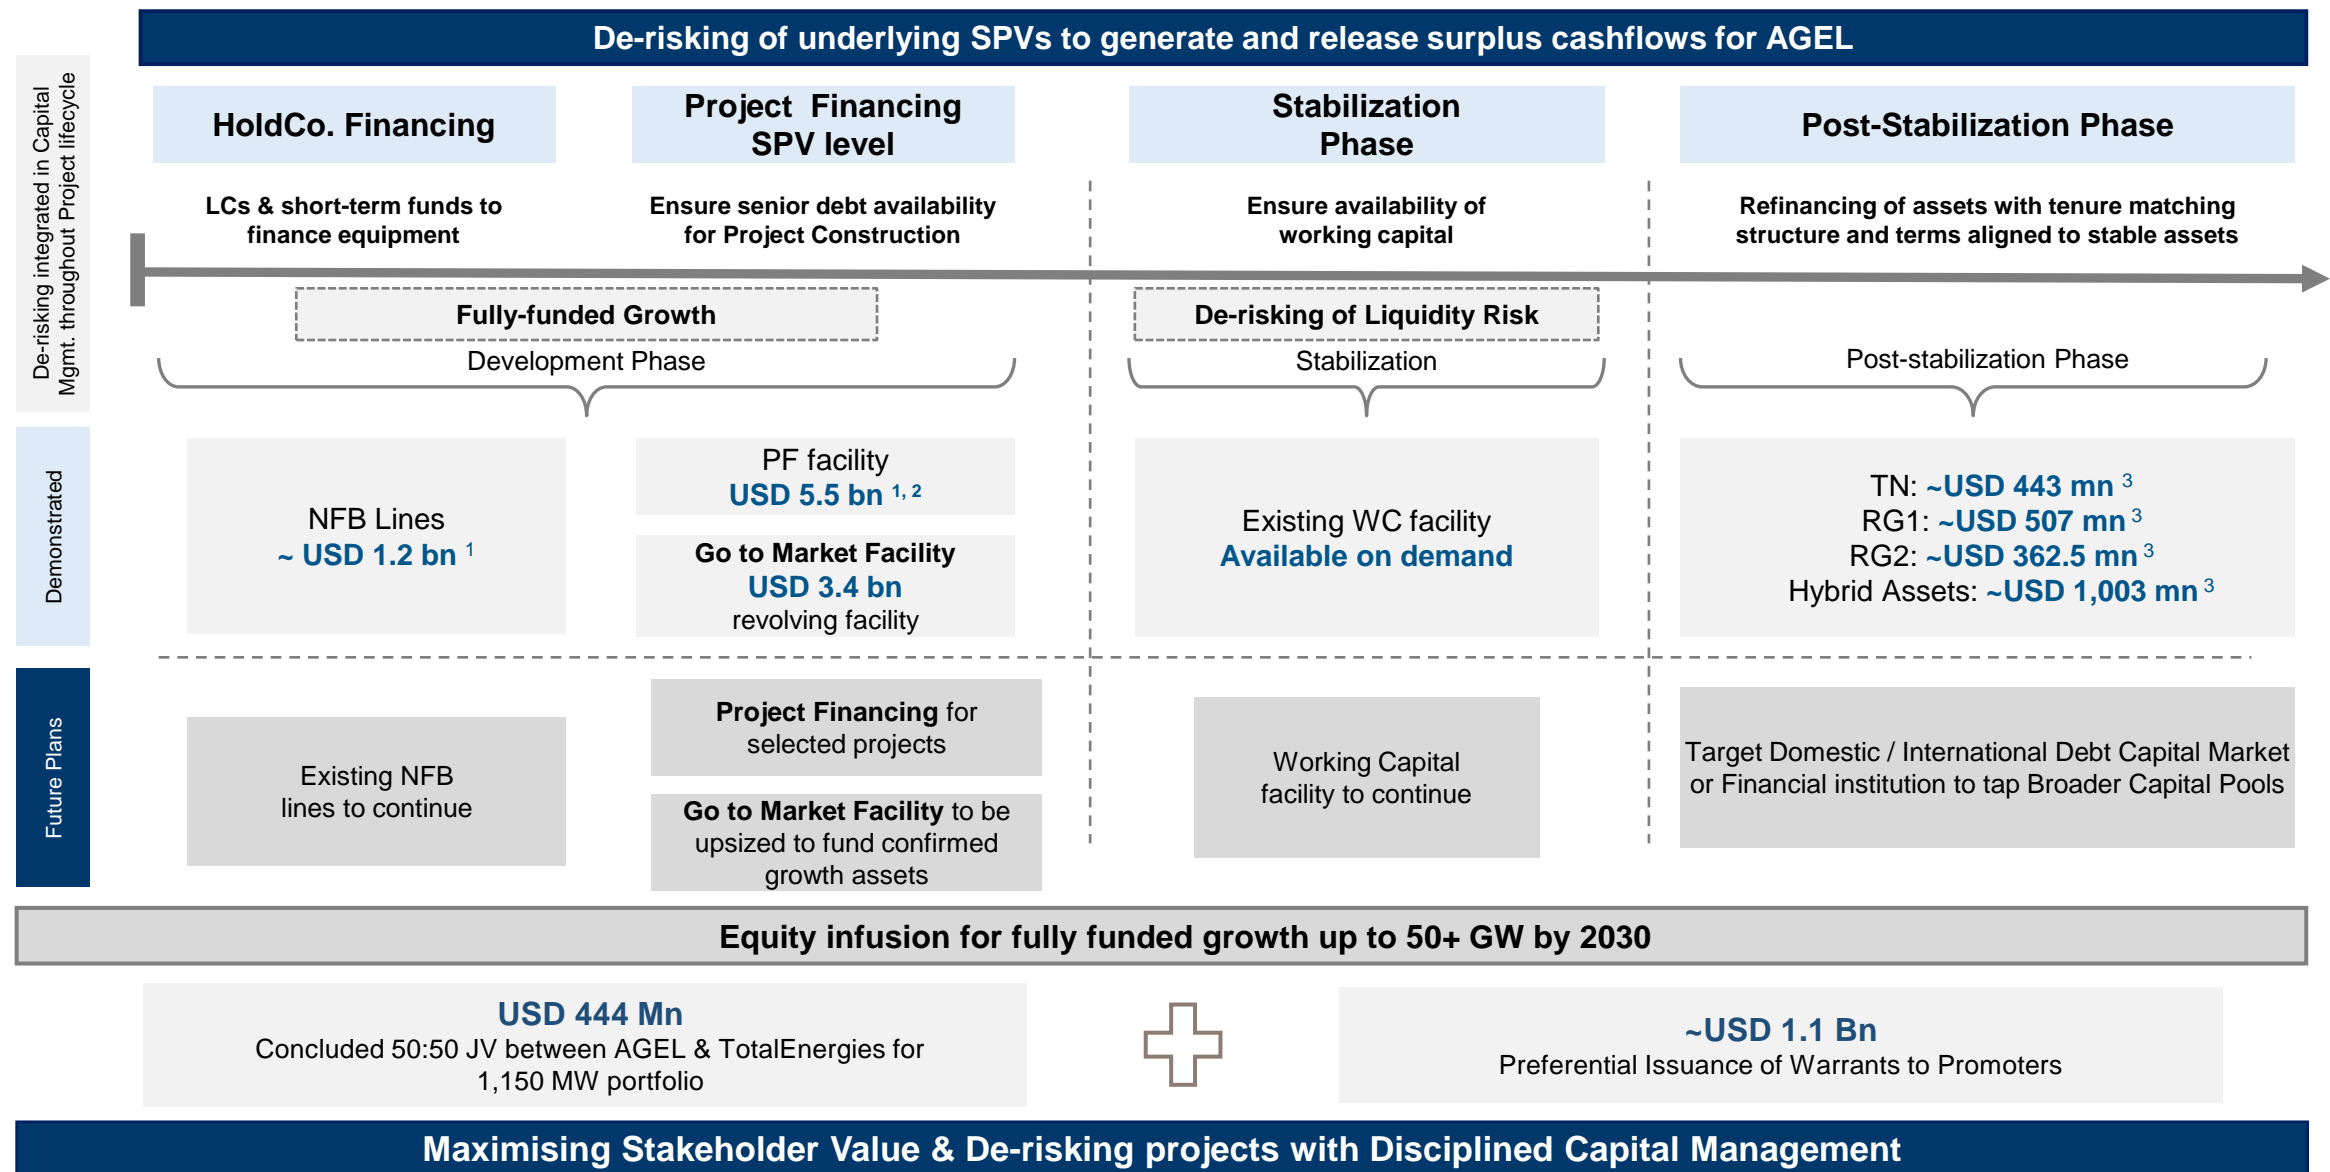 De-risking of underlying SPVs to generate and release surplus cashflows for AGEL
De-risking integrated in Capital
Mgmt. throughout Project lifecycle
HoldCo. Financing
Project Financing
SPV level
Stabilization
Phase
Post-Stabilization Phase
LCs & short-term funds to
finance equipment
Ensure senior debt availability
for Project Construction
Ensure availability of
working capital
Refinancing of assets with tenure matching
structure and terms aligned to stable assets
Fully-funded Growth
De-risking of Liquidity Risk
Development Phase
Stabilization
Post-stabilization Phase
Demonstrated
NFB Lines
~ USD 1.2 bn 1
PF facility
USD 5.5 bn 1, 2
Go to Market Facility
USD 3.4 bn
revolving facility
Existing WC facility
Available on demand
TN: ~USD 443 mn 3
RG1: ~USD 507 mn 3
RG2: ~USD 362.5 mn 3
Hybrid Assets: ~USD 1,003 mn 3
Future Plans
Existing NFB
lines to continue
Project Financing for
selected projects
Go to Market Facility to be
upsized to fund confirmed
growth assets
Working Capital
facility to continue
Target Domestic / International Debt Capital Market
or Financial institution to tap Broader Capital Pools
Equity infusion for fully funded growth up to 50+ GW by 2030
USD 444 Mn
Concluded 50:50 JV between AGEL & TotalEnergies for
1,150 MW portfolio
~USD 1.1 Bn
Preferential Issuance of Warrants to Promoters
Maximising Stakeholder Value & De-risking projects with Disciplined Capital Management